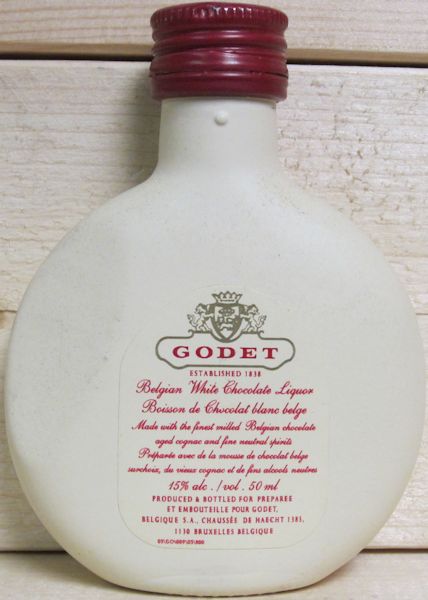 GODET
ESTABLISHED 1838
Belgian White Chocolate Liquor
Boisson de Chocolat blanc belge
Made with the finest milled Belgian chocolate
aged cognac and fine neutral spirits
Préparée avec de la mousse de chocolat belge
surchoix, du vieux cognac et de fins alcools neutres
15% alc./vol. 50 ml
PRODUCED & BOTTLED FOR PREPAREE
ET EMBOUTEILLE POUR GODET,
BELGIQUE S.A., CHAUSSÉE DE HAECHT 1385,
1130 BRUXELLES BELGIQUE